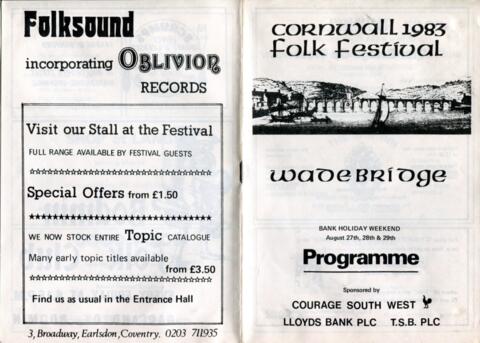 Folksound
incorporating OBLIVION
RECORDS
Visit our Stall at the Festival
FULL RANGE AVAILABLE BY FESTIVAL GUESTS
☆☆☆☆☆☆☆☆☆☆☆☆☆☆☆☆☆☆☆☆☆☆☆☆☆☆
Special Offers from £1.50
★★★★★★★★★★★★★★★★★★★★★★★★★★
WE NOW STOCK ENTIRE Topic CATALOGUE
Many early topic titles available
from £3.50
☆☆☆☆☆☆☆☆☆☆☆☆☆☆☆☆☆☆☆☆☆☆☆☆☆☆
Find us as usual in the Entrance Hall
3, Broadway, Earlsdon, Coventry. 0203 711935
CORNWALL 1983
FOLK FESTIVAL
WADEBRIDGE
BANK HOLIDAY WEEKEND
August 27th, 28th & 29th
Programme
Sponsored by
COURAGE SOUTH WEST
LLOYDS BANK PLC T.S.B. PLC